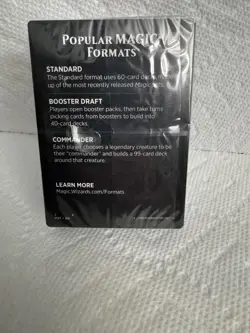 POPULAR MAGIC
FORMATS
STANDARD
The Standard format uses 60-card decks made
up of the most recently released Magic sets.
BOOSTER DRAFT
Players open booster packs, then take turns
picking cards from boosters to build into
40-card decks.
COMMANDER
Each player chooses a legendary creature to be
their "commander" and builds a 99-card deck
around that creature.
LEARN MORE
Magic.Wizards.com/Formats